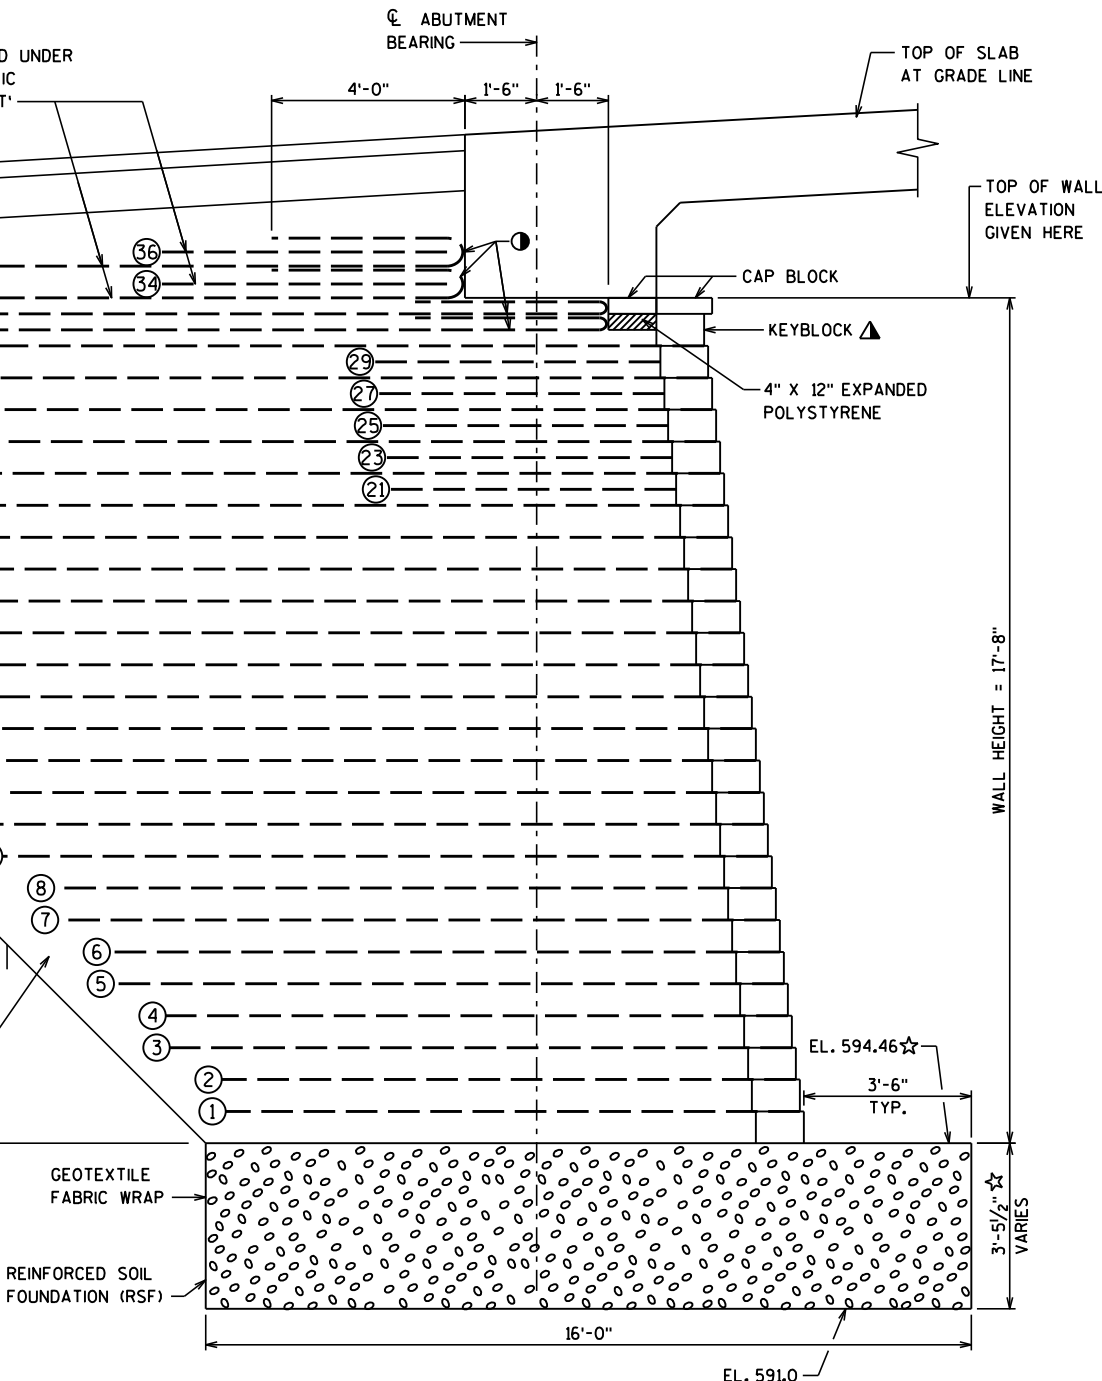 ℄ ABUTMENT
BEARING
D UNDER
IC
T'
TOP OF SLAB
AT GRADE LINE
4'-0"
1'-6"
1'-6"
TOP OF WALL
ELEVATION
GIVEN HERE
36
34
CAP BLOCK
KEYBLOCK
29
27
4" X 12" EXPANDED
POLYSTYRENE
25
23
21
WALL HEIGHT = 17'-8"
8
7
6
5
4
3
EL. 594.46
2
3'-6"
TYP.
1
GEOTEXTILE
FABRIC WRAP
3'-5 1/2"
VARIES
REINFORCED SOIL
FOUNDATION (RSF)
16'-0"
EL. 591.0